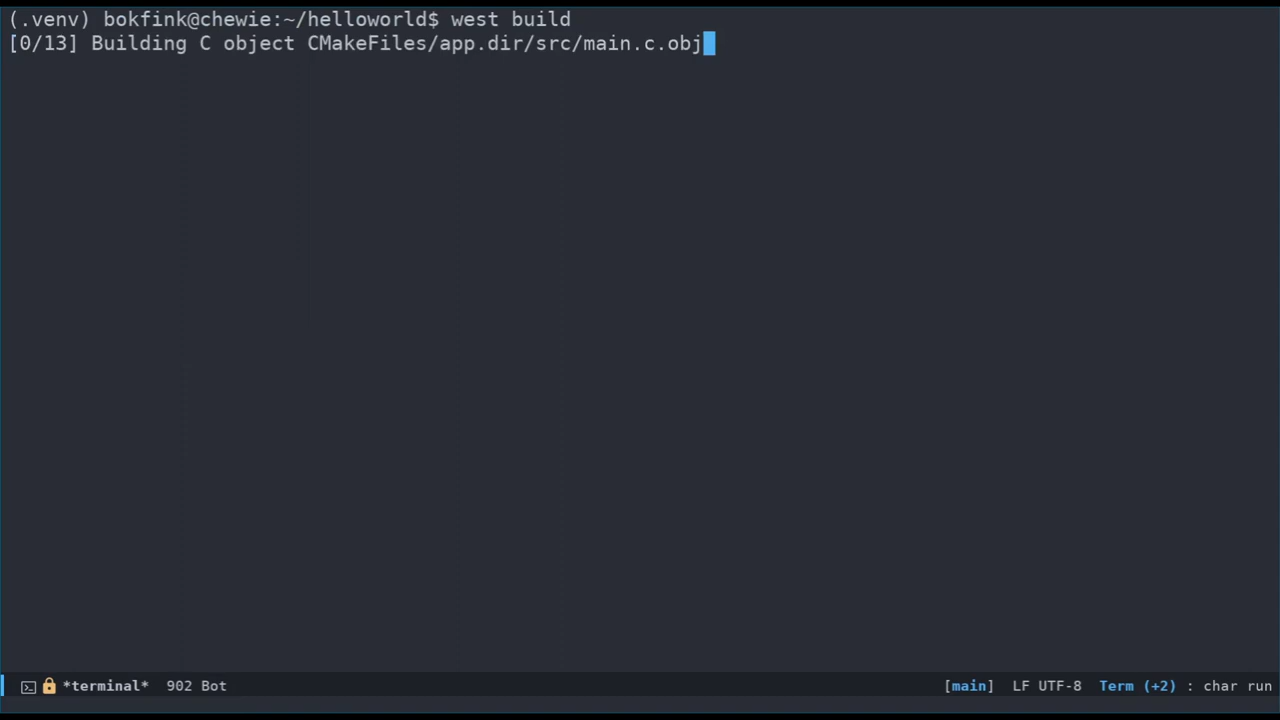 (.venv) bokfink@chewie:~/helloworld$ west build
[0/13] Building C object CMakeFiles/app.dir/src/main.c.obj
*terminal*  902 Bot  [main]  LF UTF-8  Term (+2) : char run